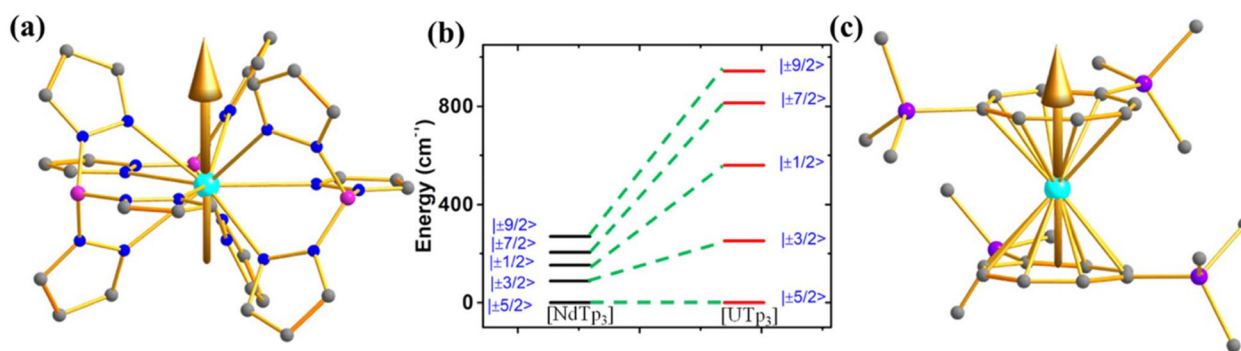 (a)
(b)
(c)
Energy (cm⁻¹)
800
400
0
|±9/2>
|±7/2>
|±1/2>
|±3/2>
|±5/2>
[NdTp₃]
|±9/2>
|±7/2>
|±1/2>
|±3/2>
|±5/2>
[UTp₃]